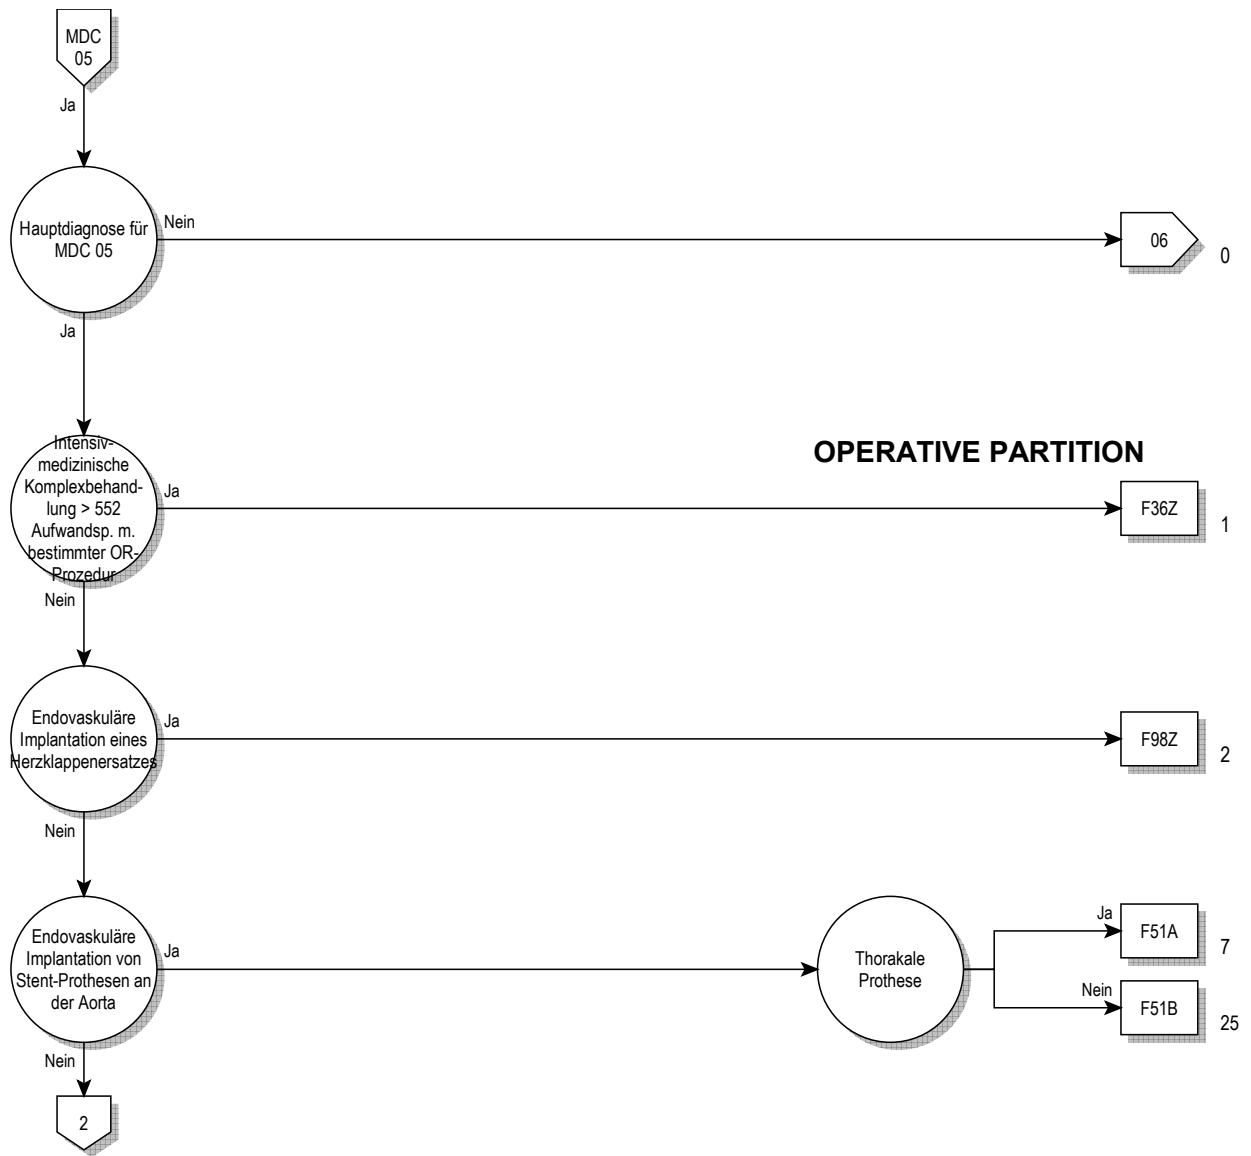 MDC
05
Ja
Hauptdiagnose für
MDC 05
Nein
06
0
Ja
OPERATIVE PARTITION
Intensiv-
medizinische
Komplexbehand-
lung > 552
Aufwandsp. m.
bestimmter OR-
Prozedur
Ja
F36Z
1
Nein
Endovaskuläre
Implantation eines
Herzklappenersatzes
Ja
F98Z
2
Nein
Endovaskuläre
Implantation von
Stent-Prothesen an
der Aorta
Ja
Thorakale
Prothese
Ja
F51A
7
Nein
F51B
25
Nein
2